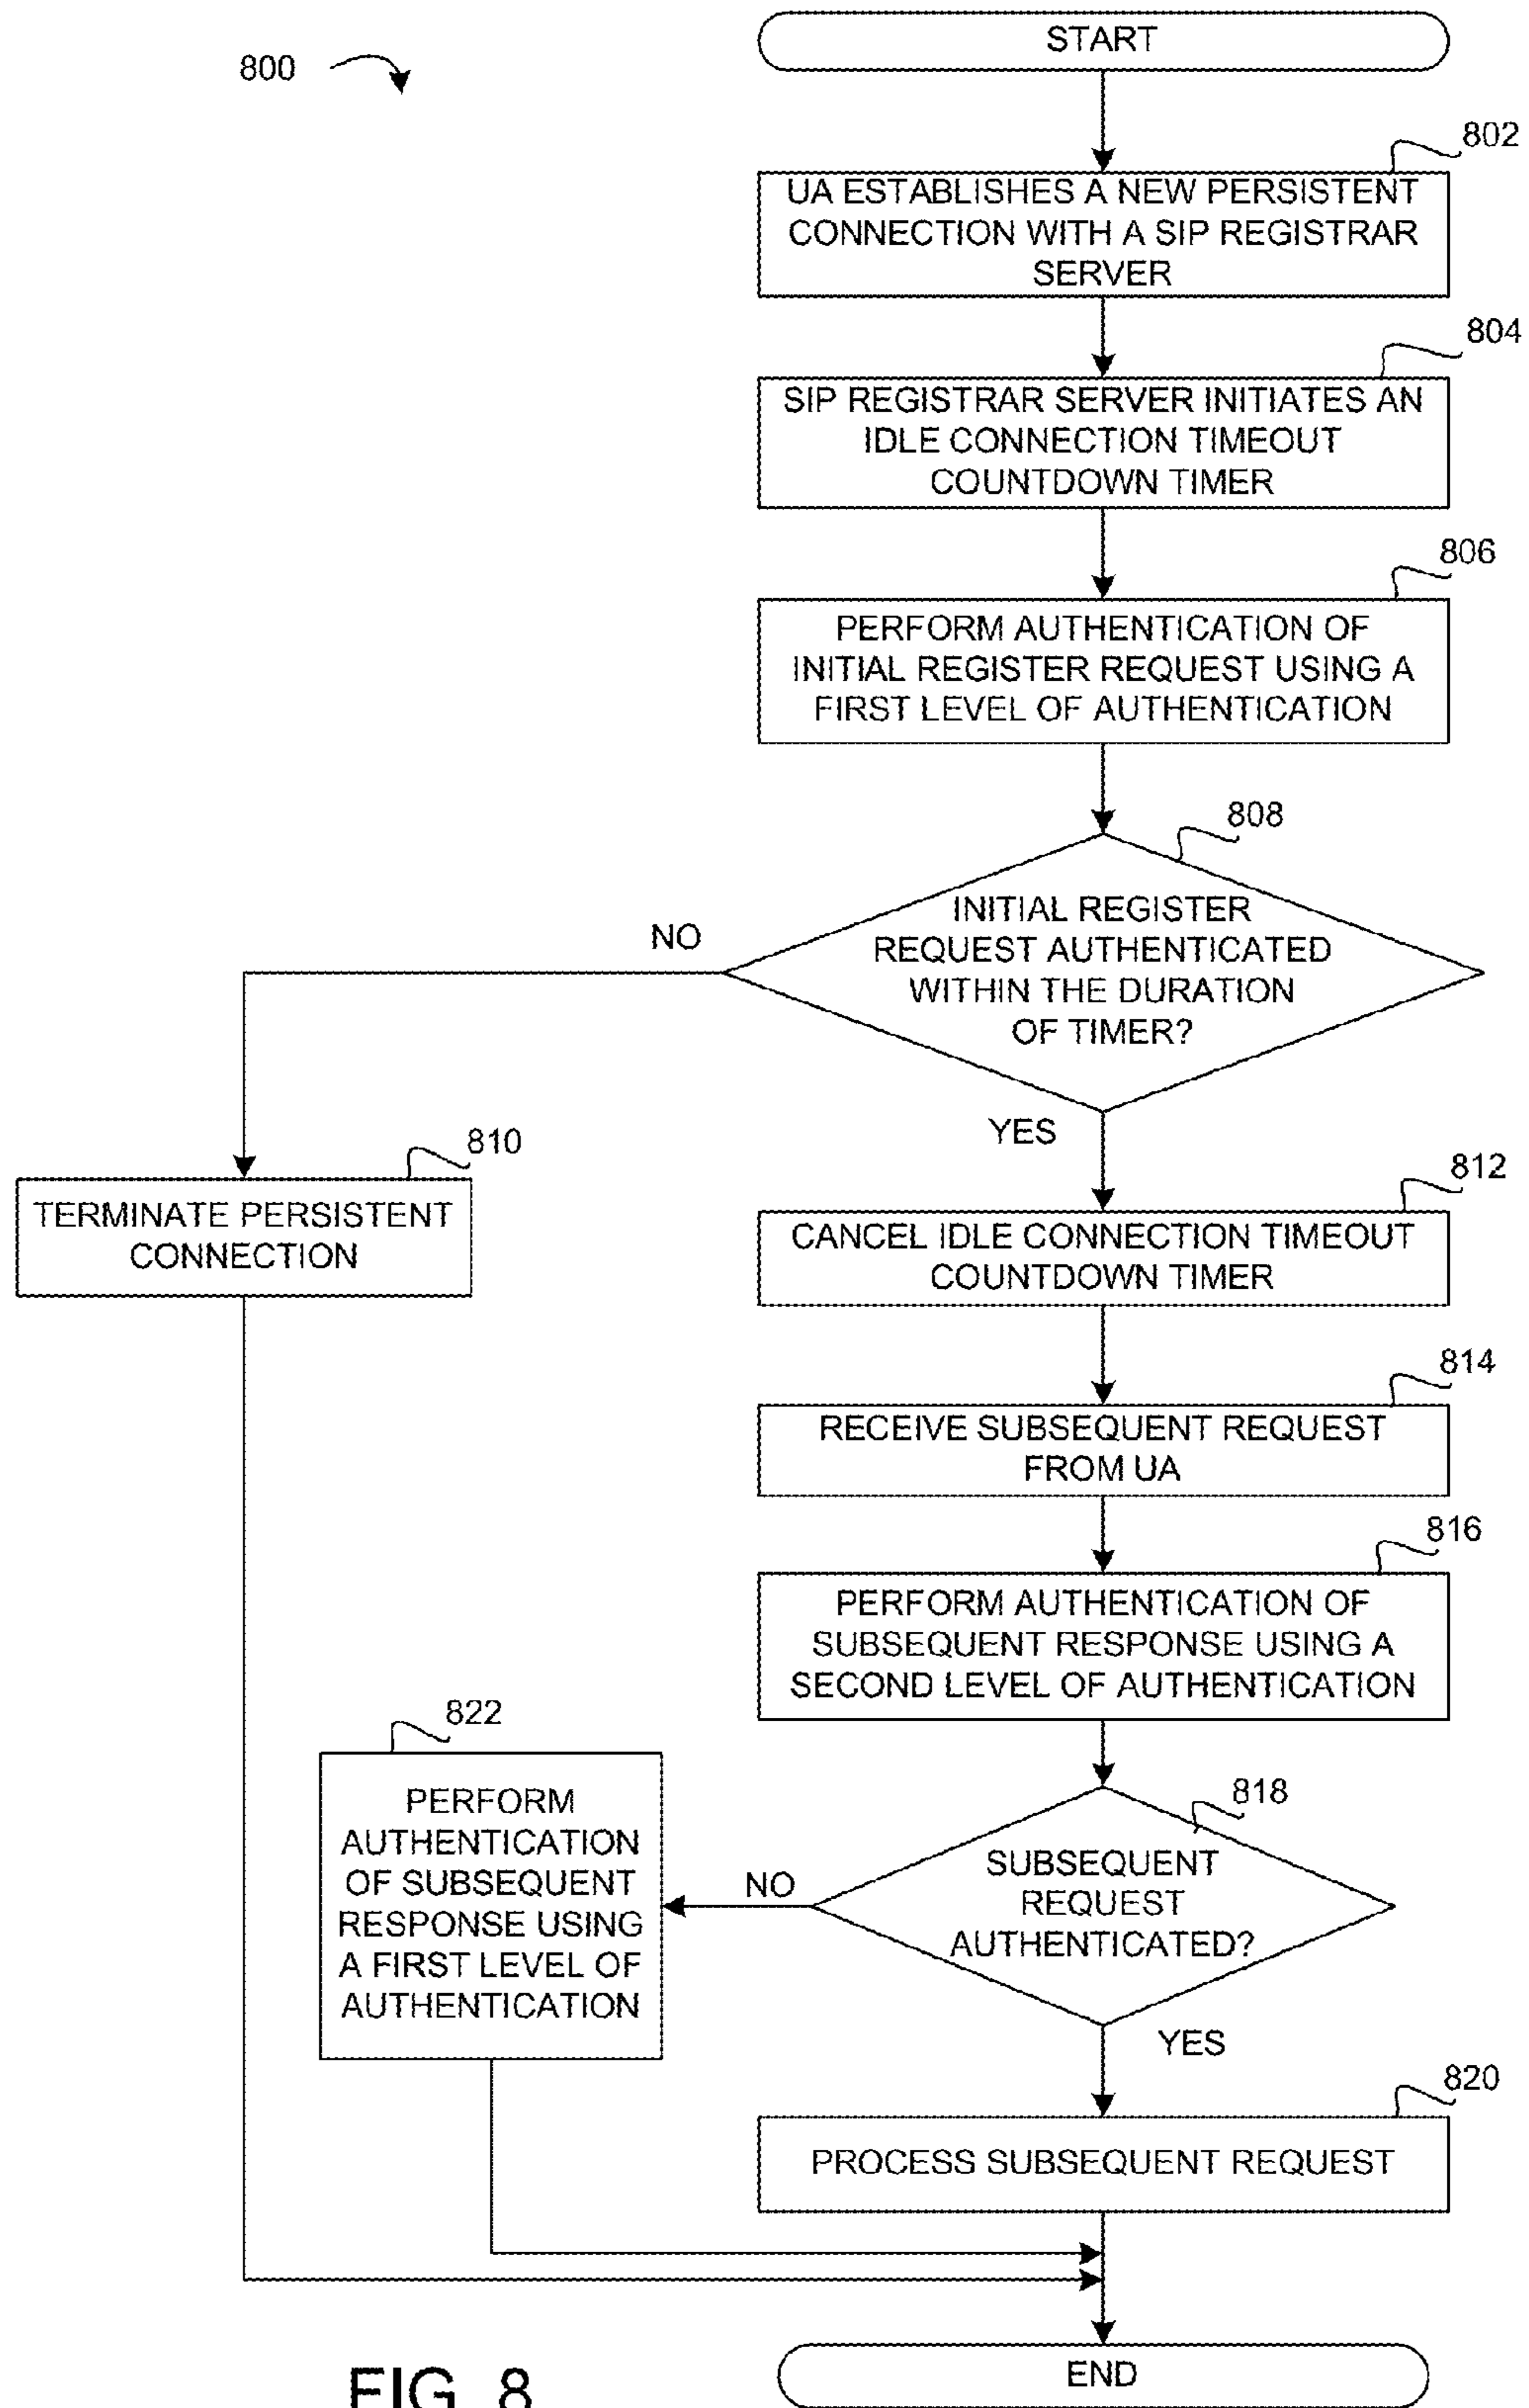 800
START
802
UA ESTABLISHES A NEW PERSISTENT
CONNECTION WITH A SIP REGISTRAR
SERVER
804
SIP REGISTRAR SERVER INITIATES AN
IDLE CONNECTION TIMEOUT
COUNTDOWN TIMER
806
PERFORM AUTHENTICATION OF
INITIAL REGISTER REQUEST USING A
FIRST LEVEL OF AUTHENTICATION
808
INITIAL REGISTER
REQUEST AUTHENTICATED
WITHIN THE DURATION
OF TIMER?
NO
YES
810
TERMINATE PERSISTENT
CONNECTION
812
CANCEL IDLE CONNECTION TIMEOUT
COUNTDOWN TIMER
814
RECEIVE SUBSEQUENT REQUEST
FROM UA
816
PERFORM AUTHENTICATION OF
SUBSEQUENT RESPONSE USING A
SECOND LEVEL OF AUTHENTICATION
818
SUBSEQUENT
REQUEST
AUTHENTICATED?
NO
822
PERFORM
AUTHENTICATION
OF SUBSEQUENT
RESPONSE USING
A FIRST LEVEL OF
AUTHENTICATION
YES
820
PROCESS SUBSEQUENT REQUEST
END
FIG. 8